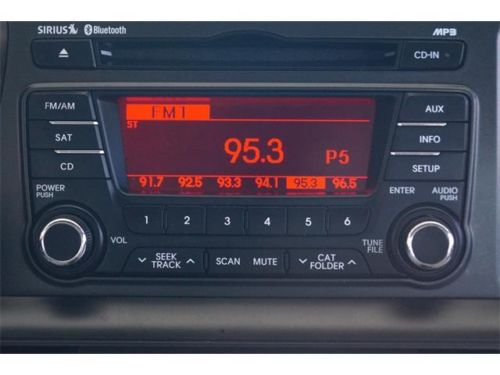 SIRIUS Bluetooth MP3
CD-IN
FM/AM
SAT
CD
POWER
PUSH
VOL
FM1
ST
95.3 P5
91.7 92.5 93.3 94.1 95.3 96.5
AUX
INFO
SETUP
ENTER
AUDIO
PUSH
TUNE
FILE
1 2 3 4 5 6
SEEK
TRACK
SCAN
MUTE
CAT
FOLDER